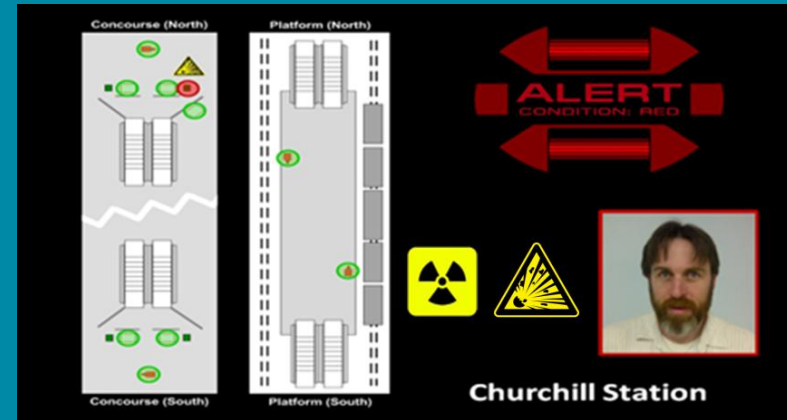 Concourse (North)
Platform (North)
ALERT
CONDITION: RED
Churchill Station
Concourse (South)
Platform (South)